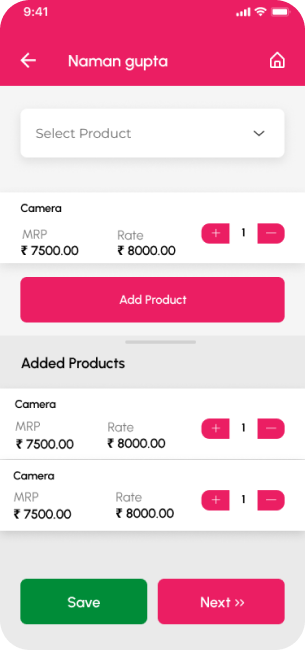 9:41
Naman gupta
Select Product
Camera
MRP Rate
₹ 7500.00 ₹ 8000.00
+ 1 —
Add Product
Added Products
Camera
MRP Rate
₹ 7500.00 ₹ 8000.00
+ 1 —
Camera
MRP Rate
₹ 7500.00 ₹ 8000.00
+ 1 —
Save Next >>